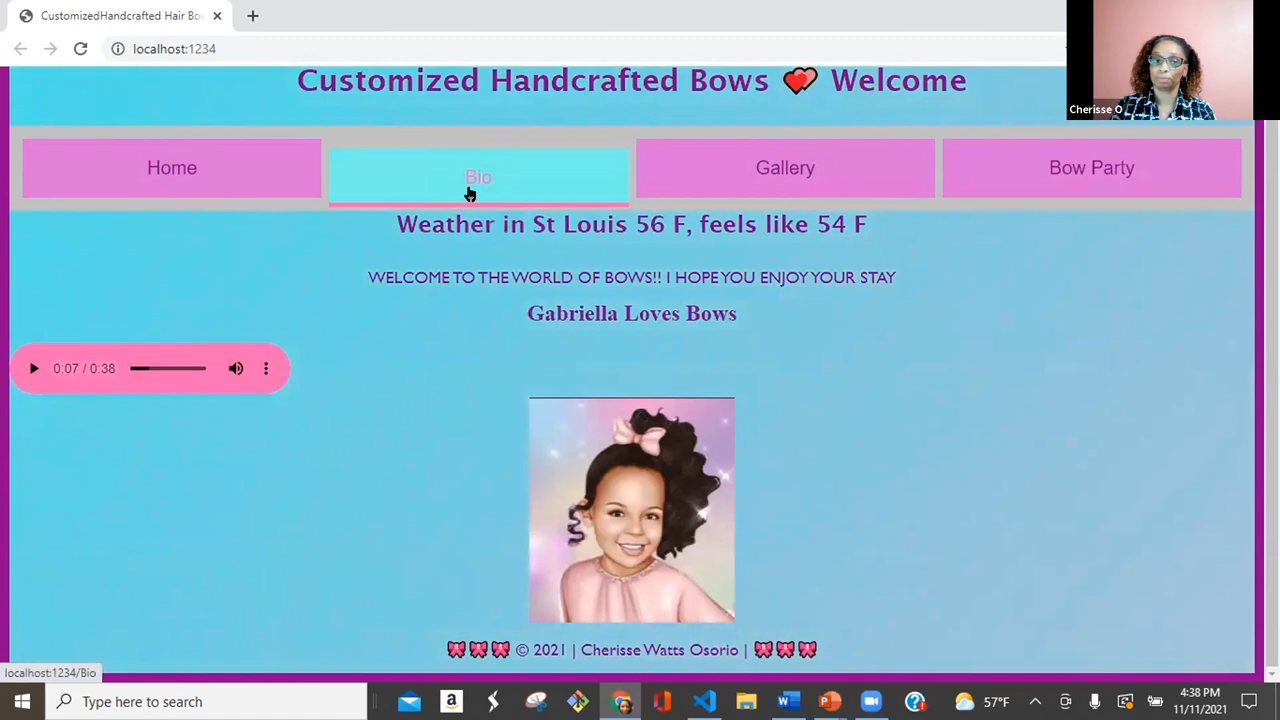 CustomizedHandcrafted Hair Bo
localhost:1234
Customized Handcrafted Bows 💕 Welcome
Cherisse O
Home
Bio
Gallery
Bow Party
Weather in St Louis 56 F, feels like 54 F
WELCOME TO THE WORLD OF BOWS!! I HOPE YOU ENJOY YOUR STAY
Gabriella Loves Bows
0:07 / 0:38
🎀🎀🎀 © 2021 | Cherisse Watts Osorio | 🎀🎀🎀
localhost:1234/Bio
Type here to search
57°F
4:38 PM
11/11/2021